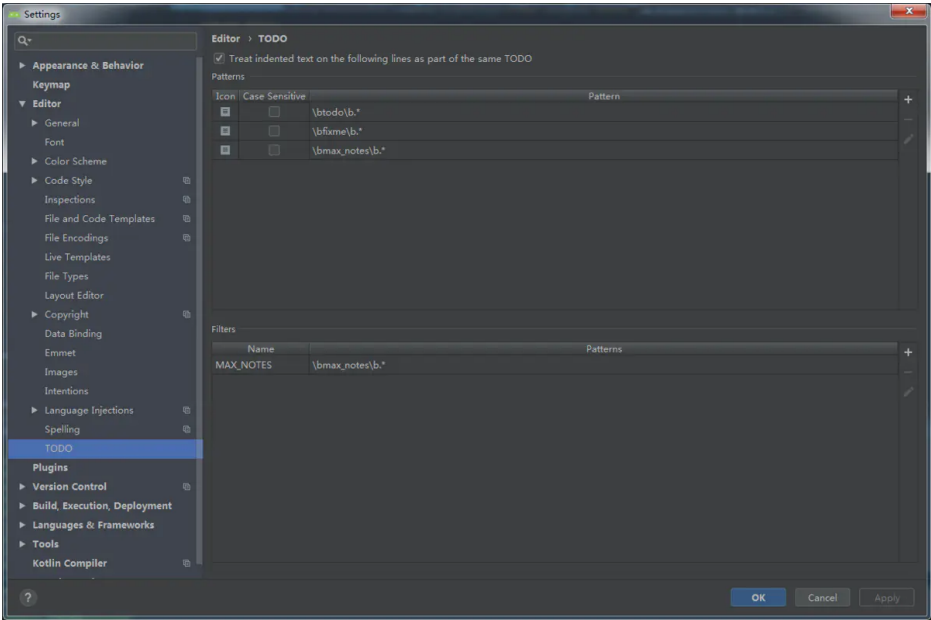 Settings
Appearance & Behavior
Keymap
Editor
General
Font
Color Scheme
Code Style
Inspections
File and Code Templates
File Encodings
Live Templates
File Types
Layout Editor
Copyright
Data Binding
Emmet
Images
Intentions
Language Injections
Spelling
TODO
Plugins
Version Control
Build, Execution, Deployment
Languages & Frameworks
Tools
Kotlin Compiler
Editor › TODO
Treat indented text on the following lines as part of the same TODO
Patterns
Icon Case Sensitive Pattern
\btodo\b.*
\bfixme\b.*
\bmax_notes\b.*
Filters
Name Patterns
MAX_NOTES \bmax_notes\b.*
? OK Cancel Apply